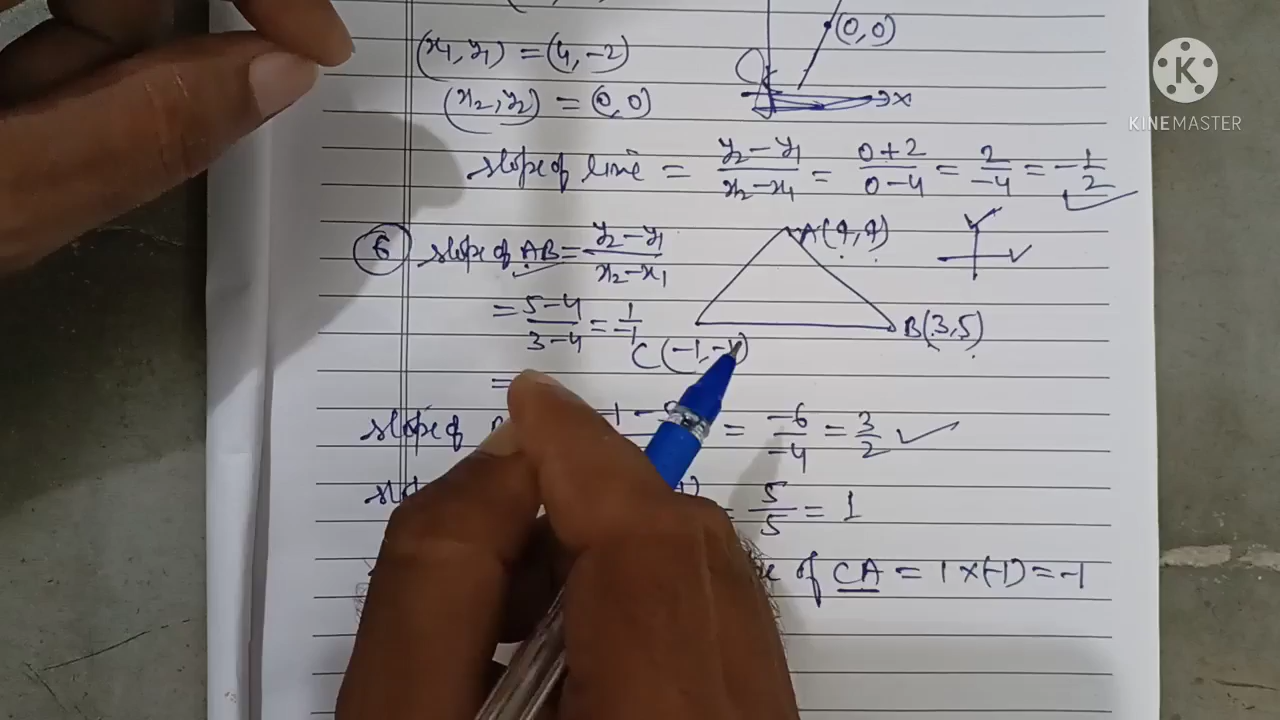 (x₁, y₁) = (4, -2)
(0, 0)
(x₂, y₂) = (0, 0)
x
K
KINEMASTER
slope of line = y₂ - y₁ / x₂ - x₁ = 0 + 2 / 0 - 4 = 2 / -4 = -1/2
6 slope of AB = y₂ - y₁ / x₂ - x₁
A(4, 4)
= 5 - 4 / 3 - 4 = 1 / -1
B(3, 5)
C(-1, -1)
=
slope of -1 - = -6 / -4 = 3/2
= 5/5 = 1
of CA = 1 × (-1) = -1